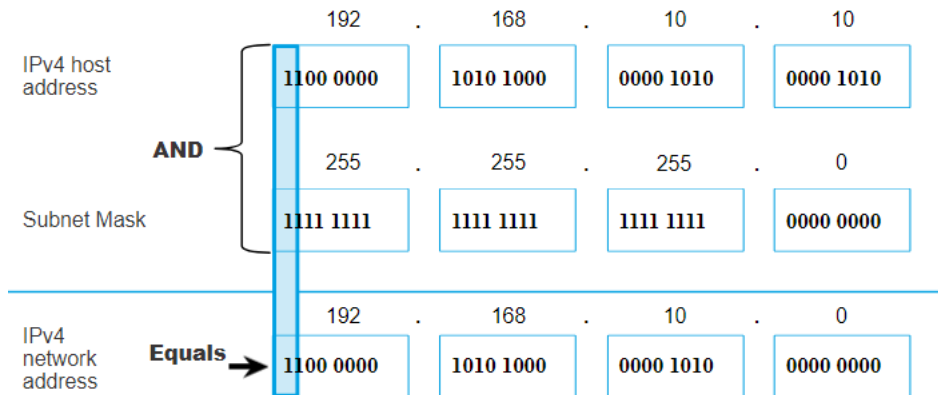 192 . 168 . 10 . 10
IPv4 host
address
1100 0000 1010 1000 0000 1010 0000 1010
AND
255 . 255 . 255 . 0
Subnet Mask
1111 1111 1111 1111 1111 1111 0000 0000
192 . 168 . 10 . 0
IPv4
network
address
Equals
1100 0000 1010 1000 0000 1010 0000 0000